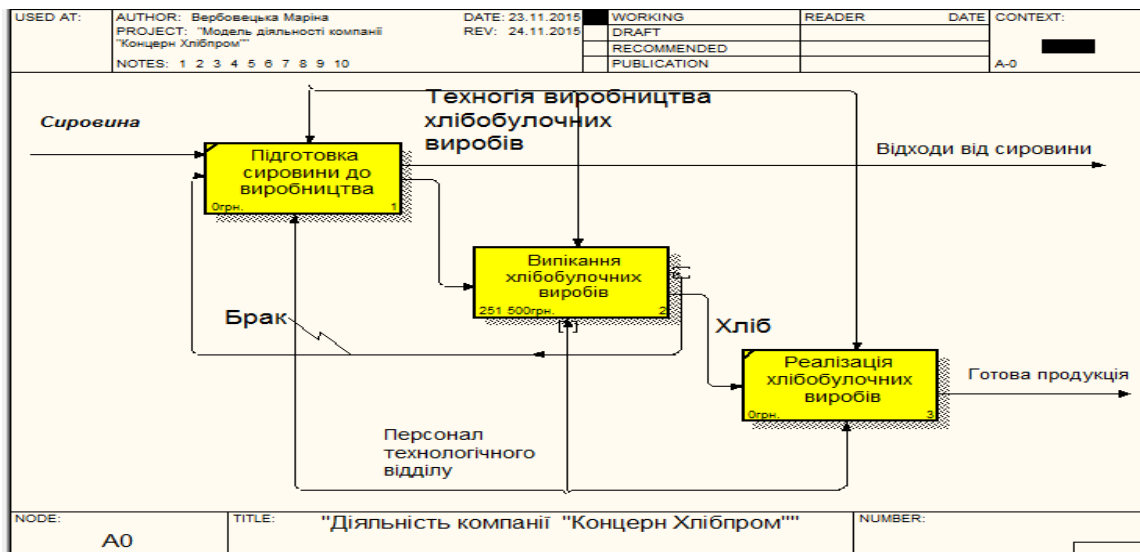 USED AT:
AUTHOR: Вербовецька Маріна
DATE: 23.11.2015
PROJECT: "Модель діяльності компанії
"Концерн Хлібпром""
REV: 24.11.2015
NOTES: 1 2 3 4 5 6 7 8 9 10
WORKING
DRAFT
RECOMMENDED
PUBLICATION
READER
DATE
CONTEXT:
A-0
Сировина
Техногія виробництва
хлібобулочних
виробів
Підготовка
сировини до
виробництва
0грн.
1
Відходи від сировини
Випікання
хлібобулочних
виробів
251 500грн.
2
Брак
Хліб
Реалізація
хлібобулочних
виробів
0грн.
3
Готова продукція
Персонал
технологічного
відділу
NODE:
A0
TITLE:
"Діяльність компанії "Концерн Хлібпром""
NUMBER: